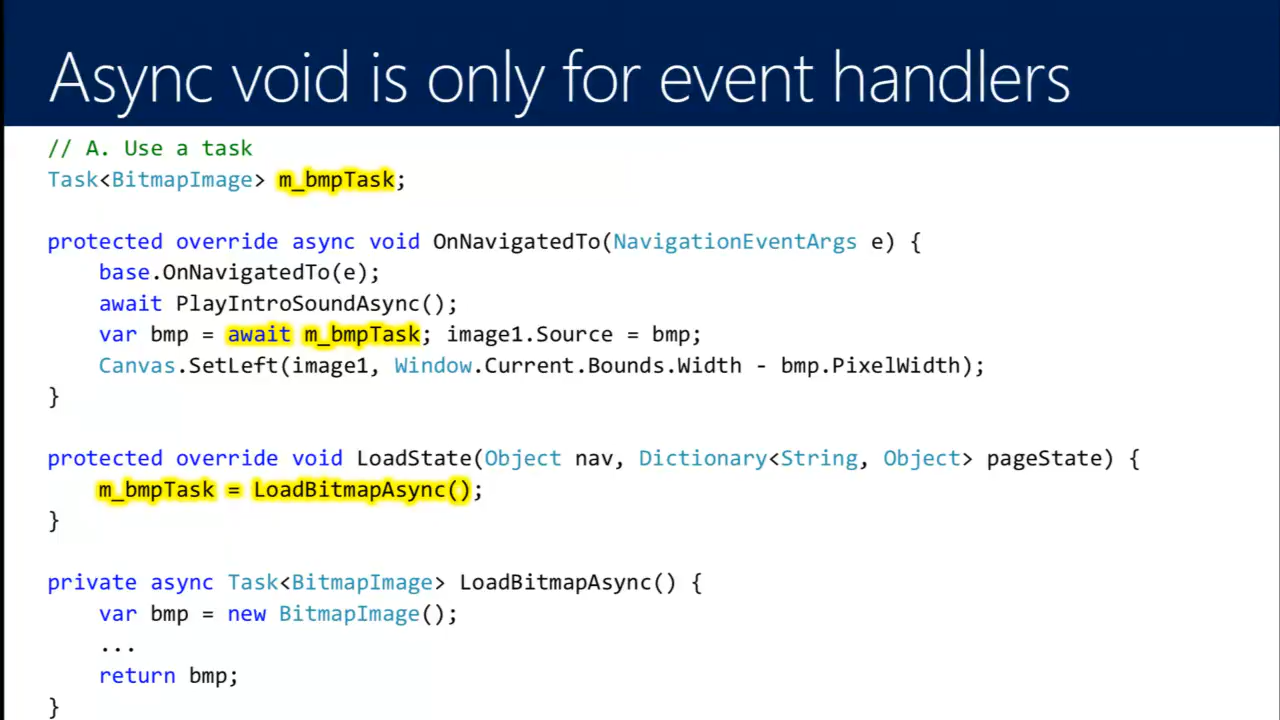 Async void is only for event handlers
// A. Use a task
Task<BitmapImage> m_bmpTask;
protected override async void OnNavigatedTo(NavigationEventArgs e) {
base.OnNavigatedTo(e);
await PlayIntroSoundAsync();
var bmp = await m_bmpTask; image1.Source = bmp;
Canvas.SetLeft(image1, Window.Current.Bounds.Width - bmp.PixelWidth);
}
protected override void LoadState(Object nav, Dictionary<String, Object> pageState) {
m_bmpTask = LoadBitmapAsync();
}
private async Task<BitmapImage> LoadBitmapAsync() {
var bmp = new BitmapImage();
...
return bmp;
}